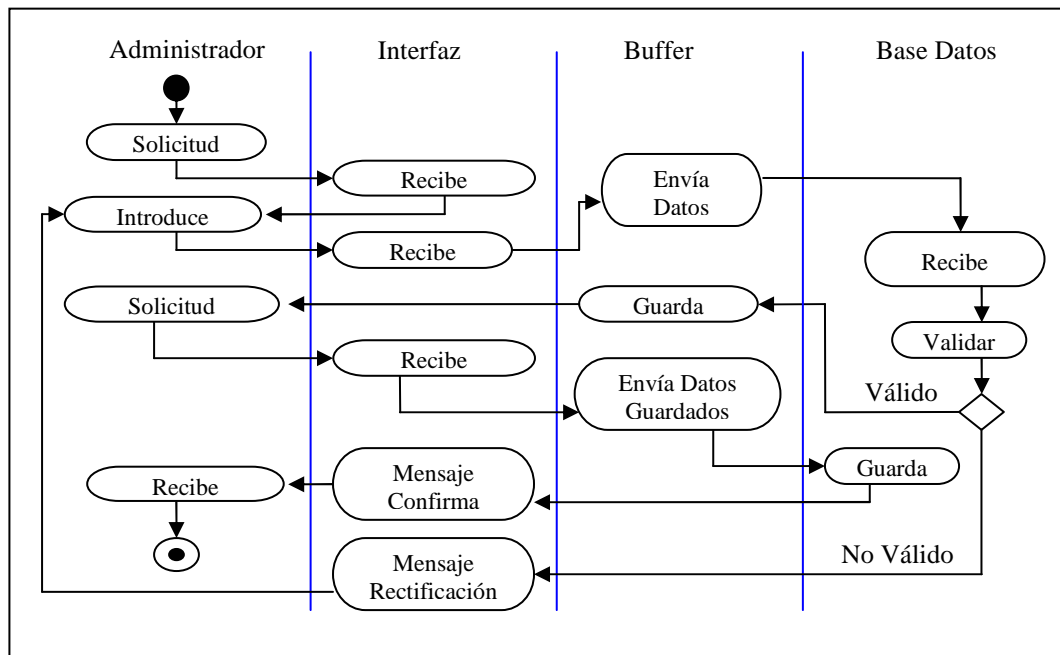 Administrador
Interfaz
Buffer
Base Datos
Solicitud
Recibe
Envía
Datos
Introduce
Recibe
Recibe
Solicitud
Guarda
Validar
Recibe
Envía Datos
Guardados
Válido
Recibe
Mensaje
Confirma
Guarda
Mensaje
Rectificación
No Válido